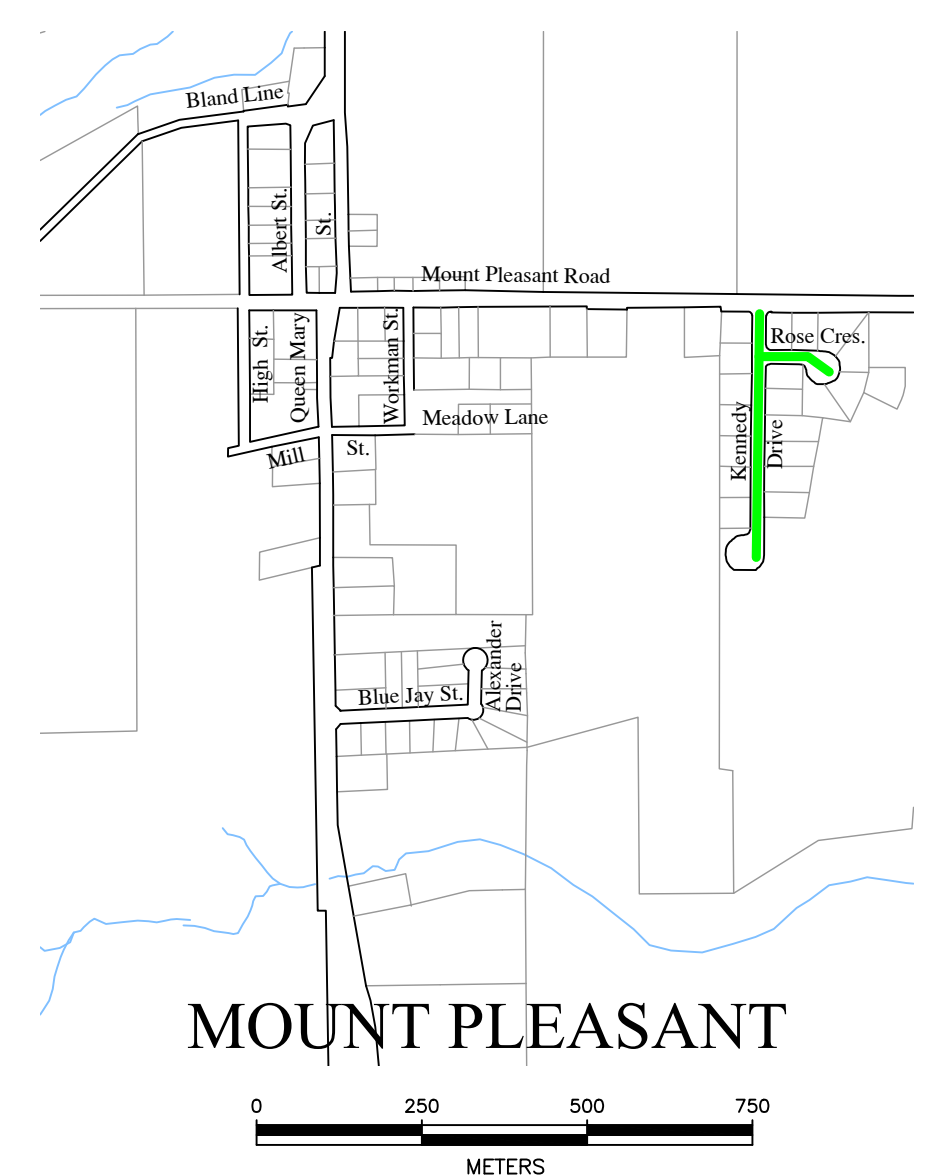 Bland Line
Albert St.
St.
Mount Pleasant Road
High St.
Queen Mary
Workman St.
Rose Cres.
Meadow Lane
Kennedy
Drive
Mill
St.
Alexander
Drive
Blue Jay St.
MOUNT PLEASANT
0 250 500 750
METERS